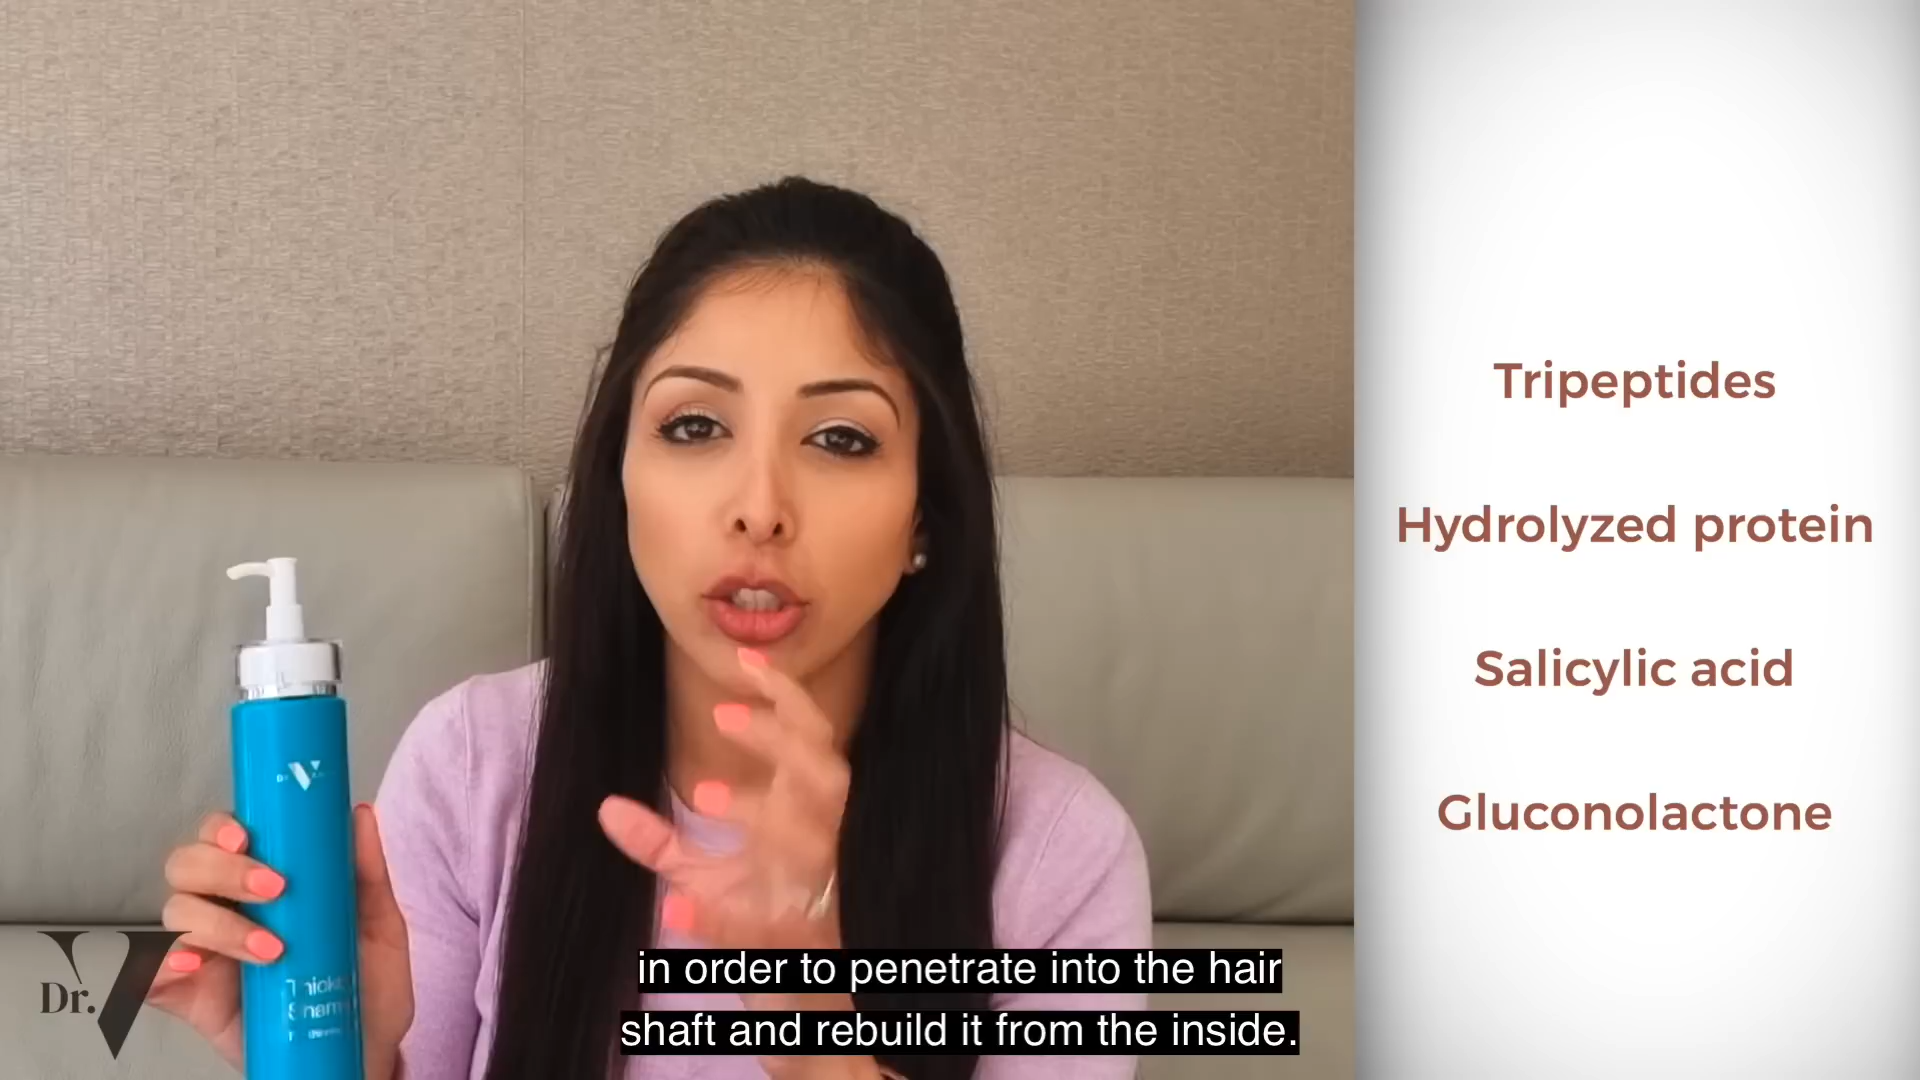 Tripeptides
Hydrolyzed protein
Salicylic acid
Gluconolactone
Dr. V
in order to penetrate into the hair
shaft and rebuild it from the inside.